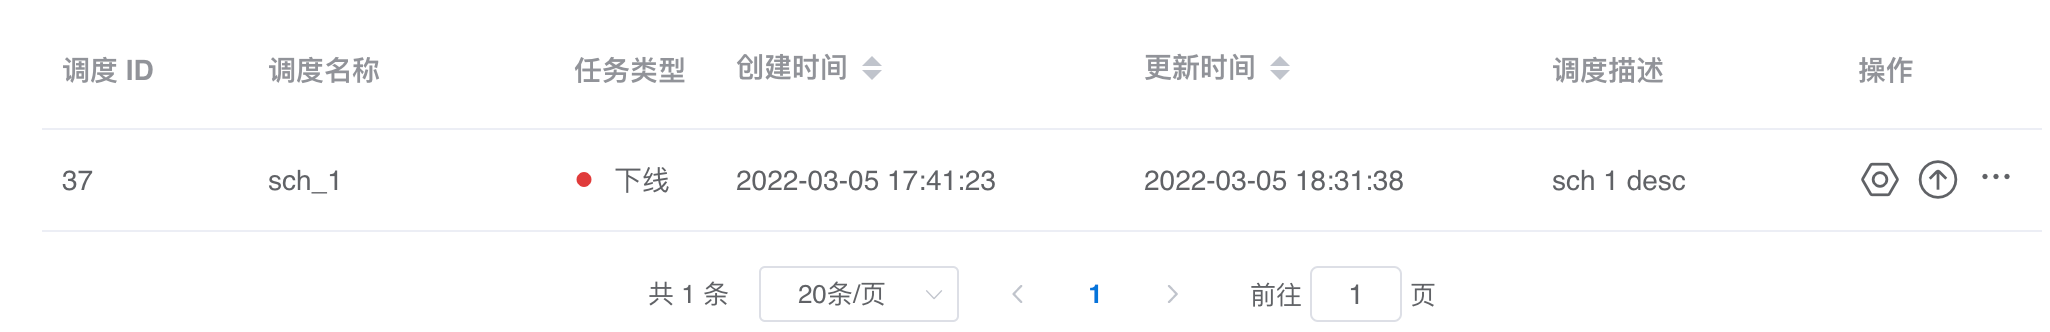 调度 ID 调度名称 任务类型 创建时间 更新时间 调度描述 操作
37 sch_1 下线 2022-03-05 17:41:23 2022-03-05 18:31:38 sch 1 desc
共 1 条 20条/页 1 前往 1 页